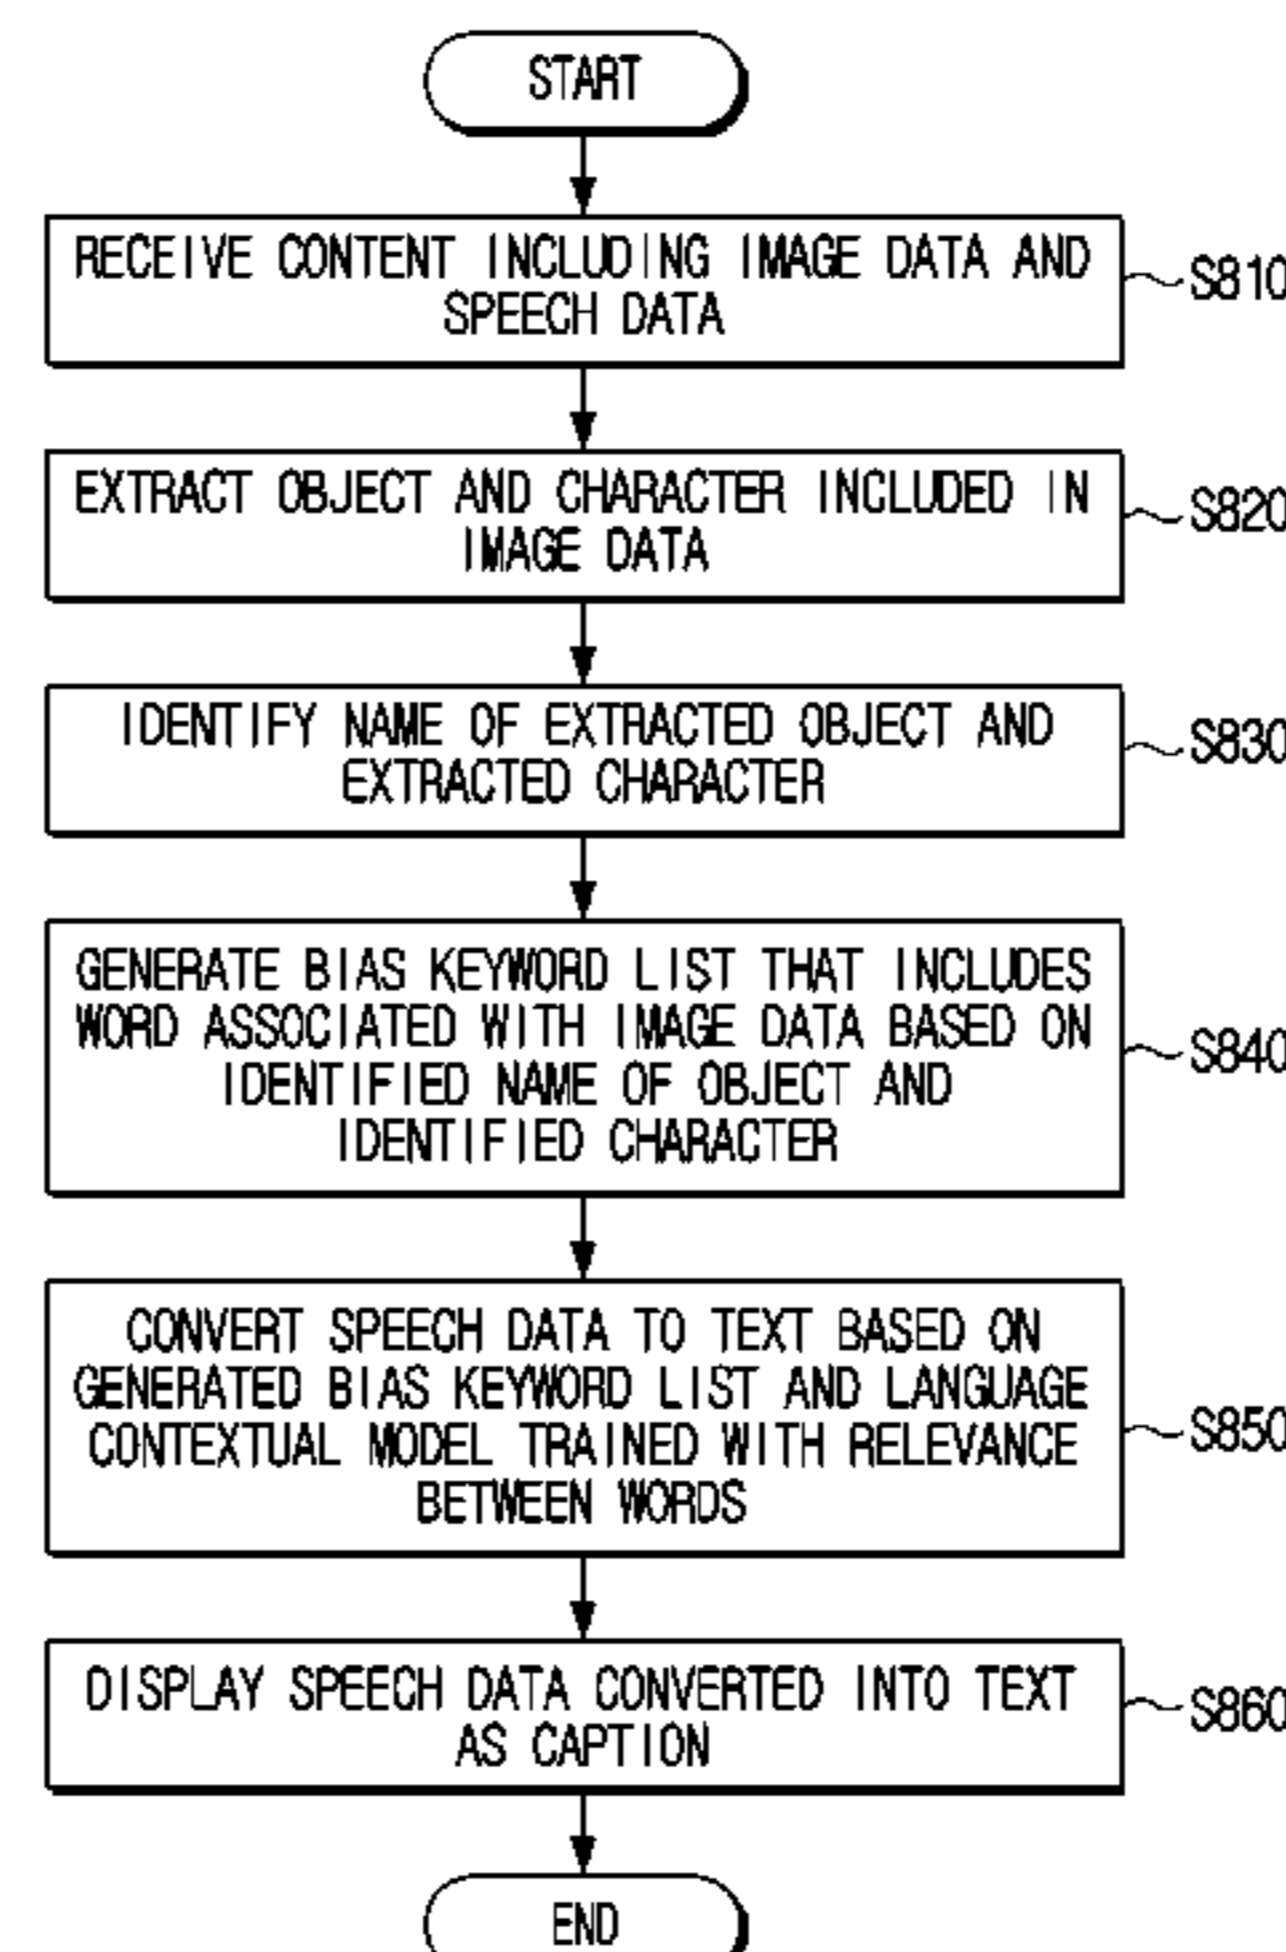 START
RECEIVE CONTENT INCLUDING IMAGE DATA AND
SPEECH DATA
S810
EXTRACT OBJECT AND CHARACTER INCLUDED IN
IMAGE DATA
S820
IDENTIFY NAME OF EXTRACTED OBJECT AND
EXTRACTED CHARACTER
S830
GENERATE BIAS KEYWORD LIST THAT INCLUDES
WORD ASSOCIATED WITH IMAGE DATA BASED ON
IDENTIFIED NAME OF OBJECT AND
IDENTIFIED CHARACTER
S840
CONVERT SPEECH DATA TO TEXT BASED ON
GENERATED BIAS KEYWORD LIST AND LANGUAGE
CONTEXTUAL MODEL TRAINED WITH RELEVANCE
BETWEEN WORDS
S850
DISPLAY SPEECH DATA CONVERTED INTO TEXT
AS CAPTION
S860
END